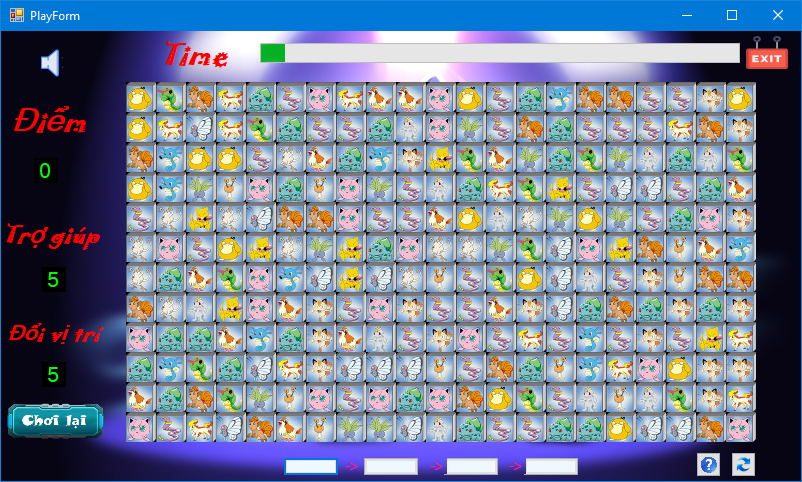 PlayForm
Time
EXIT
Điểm
0
Trợ giúp
5
Đổi vị trí
5
Chơi lại
-> -> ->
?